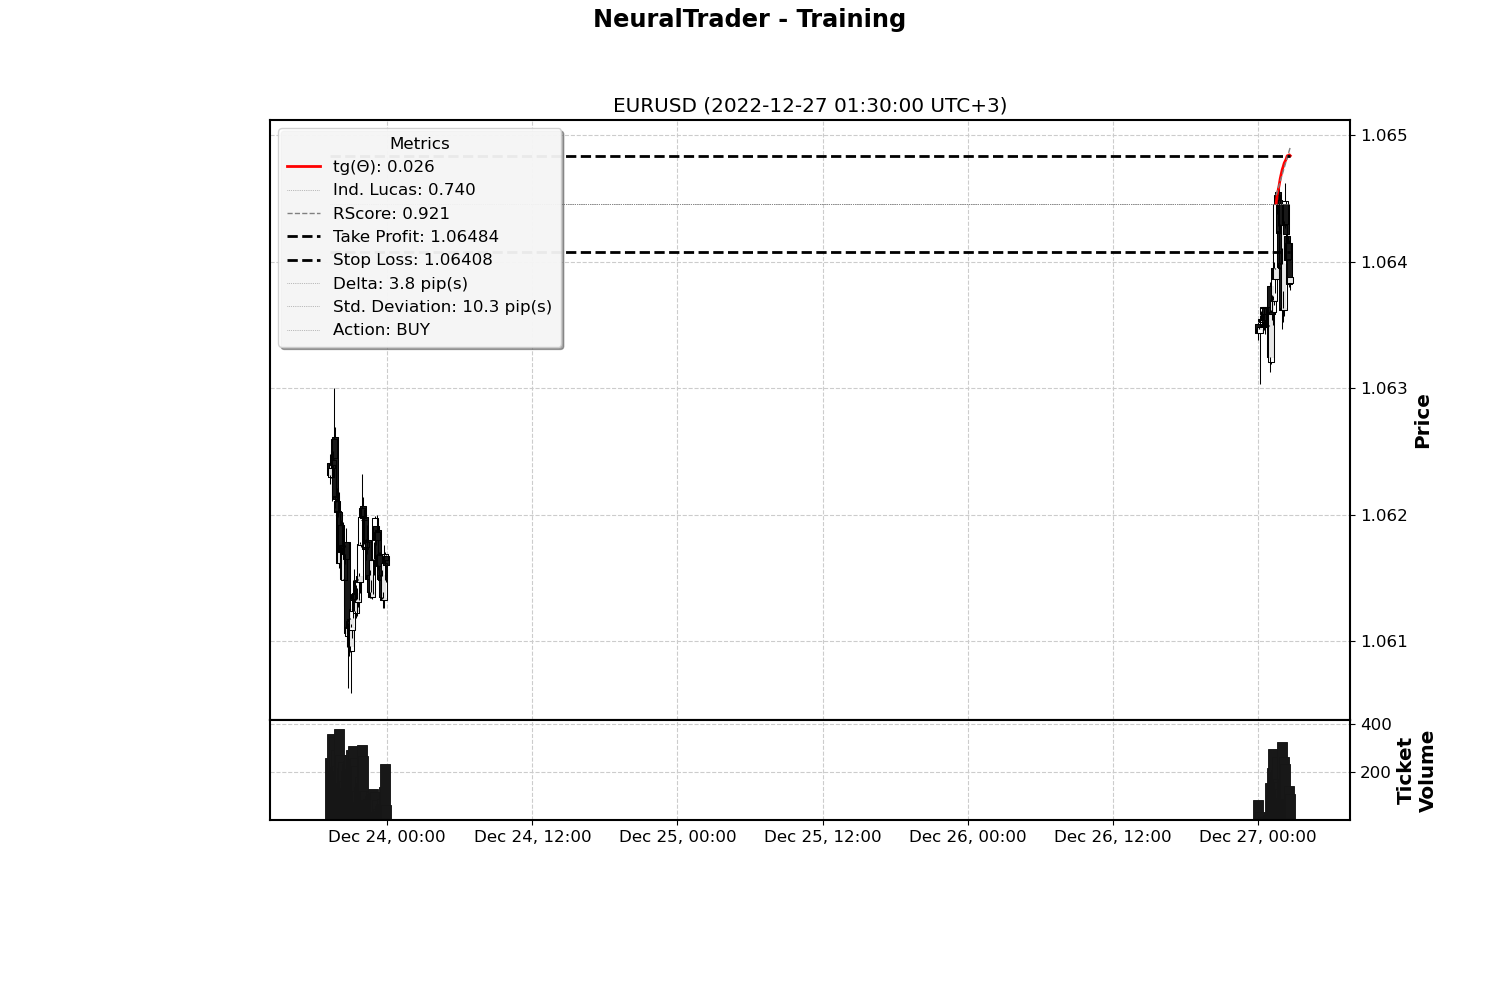 NeuralTrader - Training
EURUSD (2022-12-27 01:30:00 UTC+3)
Metrics
tg(Θ): 0.026
Ind. Lucas: 0.740
RScore: 0.921
Take Profit: 1.06484
Stop Loss: 1.06408
Delta: 3.8 pip(s)
Std. Deviation: 10.3 pip(s)
Action: BUY
1.065
1.064
1.063
1.062
1.061
Price
400
200
Ticket
Volume
Dec 24, 00:00
Dec 24, 12:00
Dec 25, 00:00
Dec 25, 12:00
Dec 26, 00:00
Dec 26, 12:00
Dec 27, 00:00